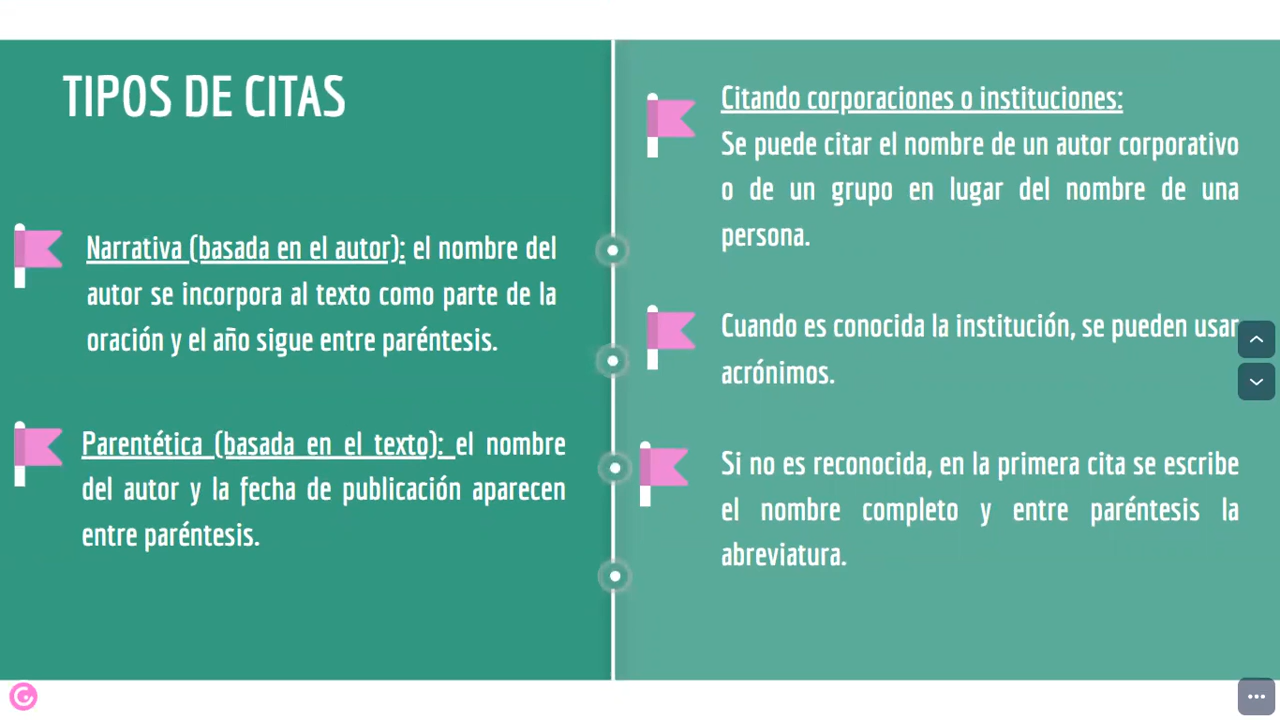 TIPOS DE CITAS
Narrativa (basada en el autor): el nombre del
autor se incorpora al texto como parte de la
oración y el año sigue entre paréntesis.
Parentética (basada en el texto): el nombre
del autor y la fecha de publicación aparecen
entre paréntesis.
Citando corporaciones o instituciones:
Se puede citar el nombre de un autor corporativo
o de un grupo en lugar del nombre de una
persona.
Cuando es conocida la institución, se pueden usar
acrónimos.
Si no es reconocida, en la primera cita se escribe
el nombre completo y entre paréntesis la
abreviatura.